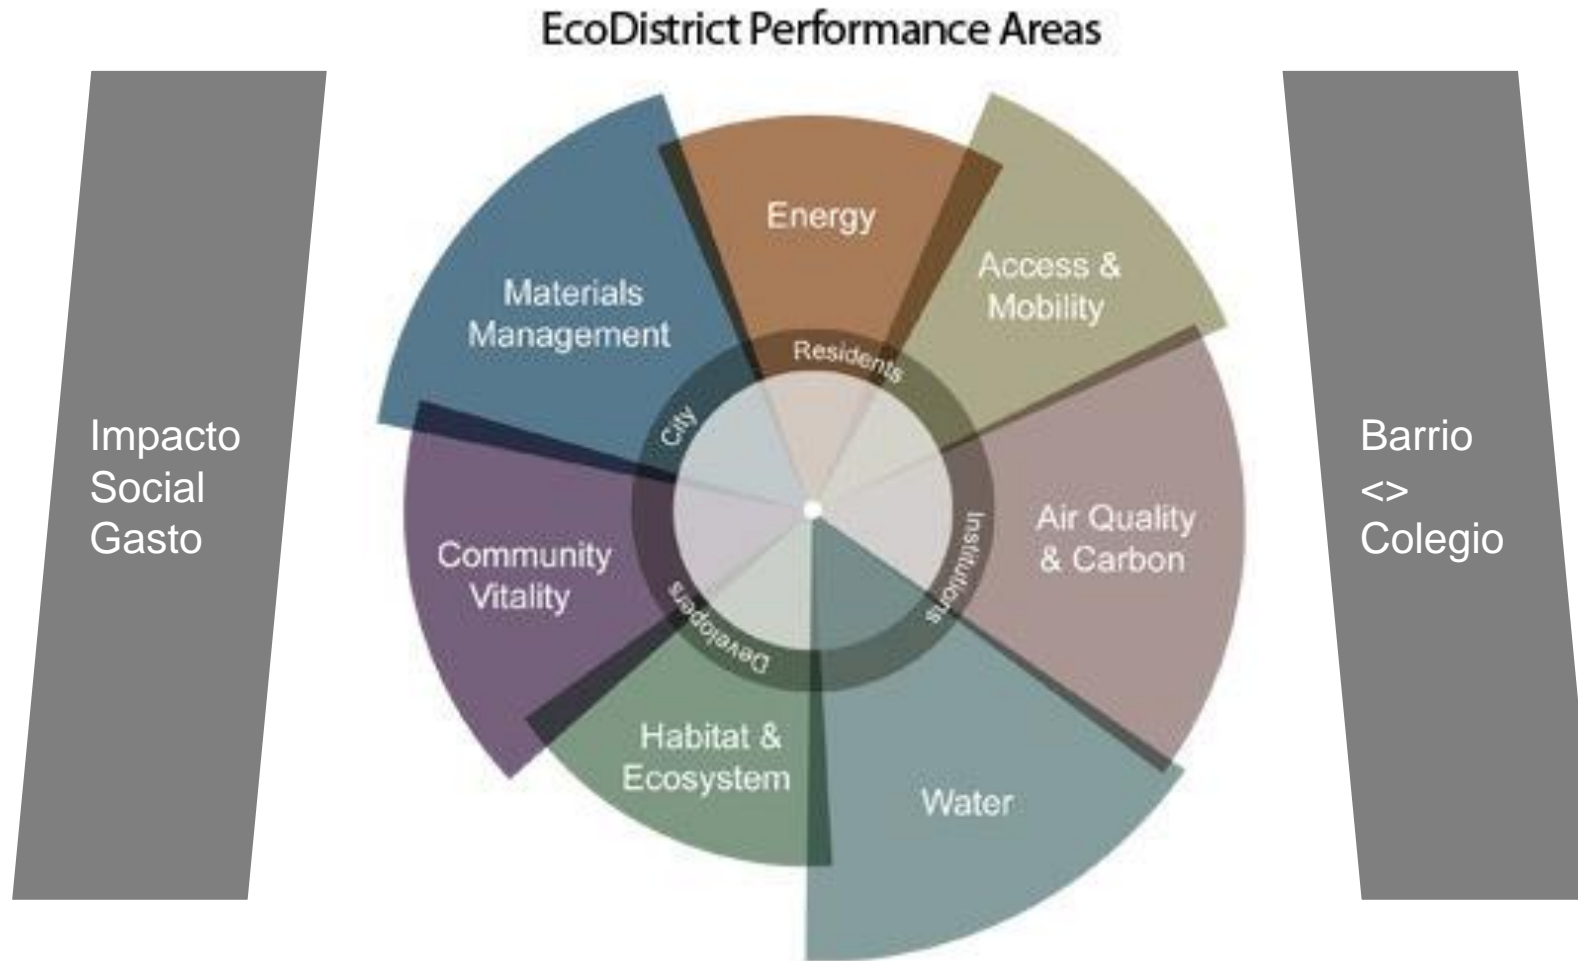 EcoDistrict Performance Areas
Impacto
Social
Gasto
Energy
Access &
Mobility
Materials
Management
Residents
City
Institutions
Developers
Air Quality
& Carbon
Community
Vitality
Habitat &
Ecosystem
Water
Barrio
<>
Colegio